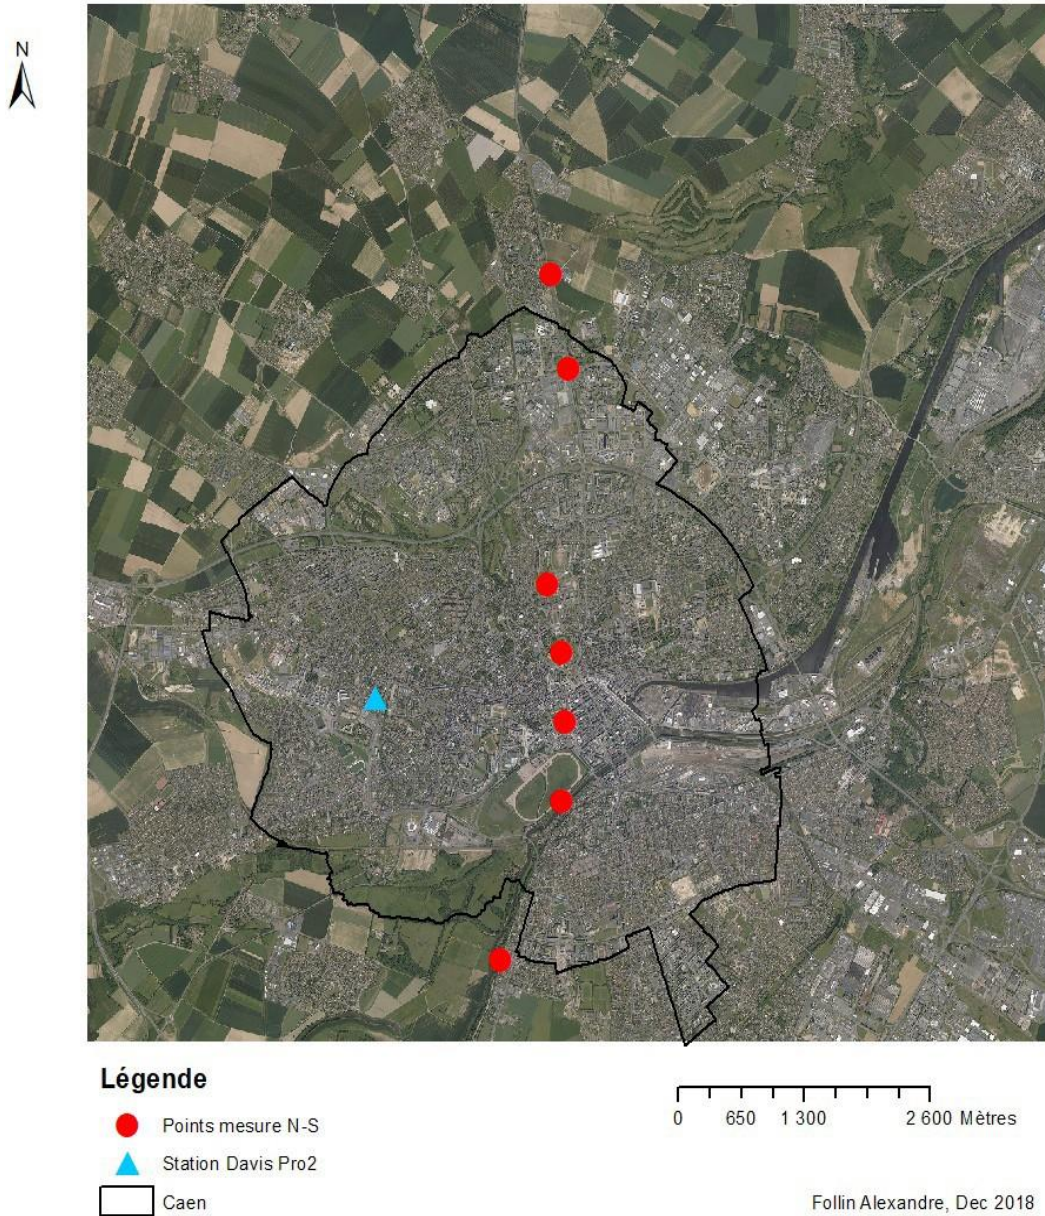 N
Légende
Points mesure N-S
Station Davis Pro2
Caen
0 650 1 300 2 600 Mètres
Follin Alexandre, Dec 2018